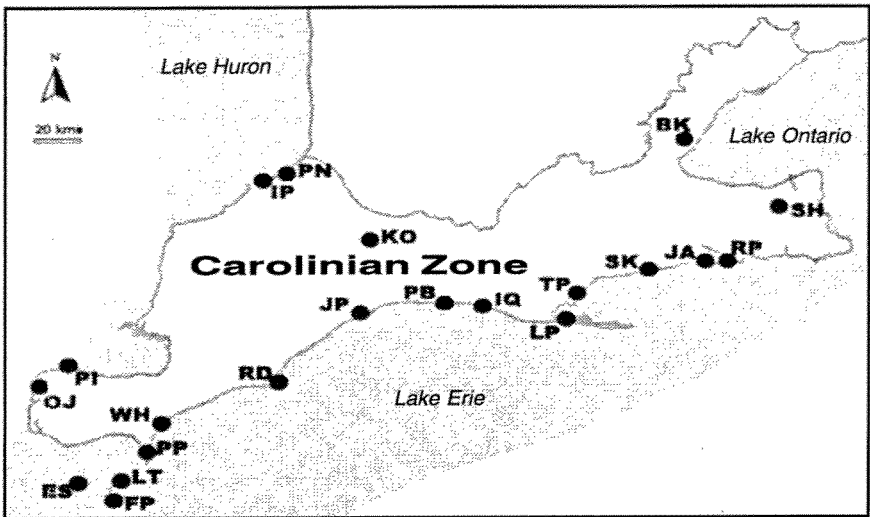 Lake Huron
N
20 kms
BK
Lake Ontario
PN
IP
SH
KO
Carolinian Zone
SK
JA
RP
TP
PB
IQ
JP
LP
PI
RD
OJ
Lake Erie
WH
PP
LT
ES
FP